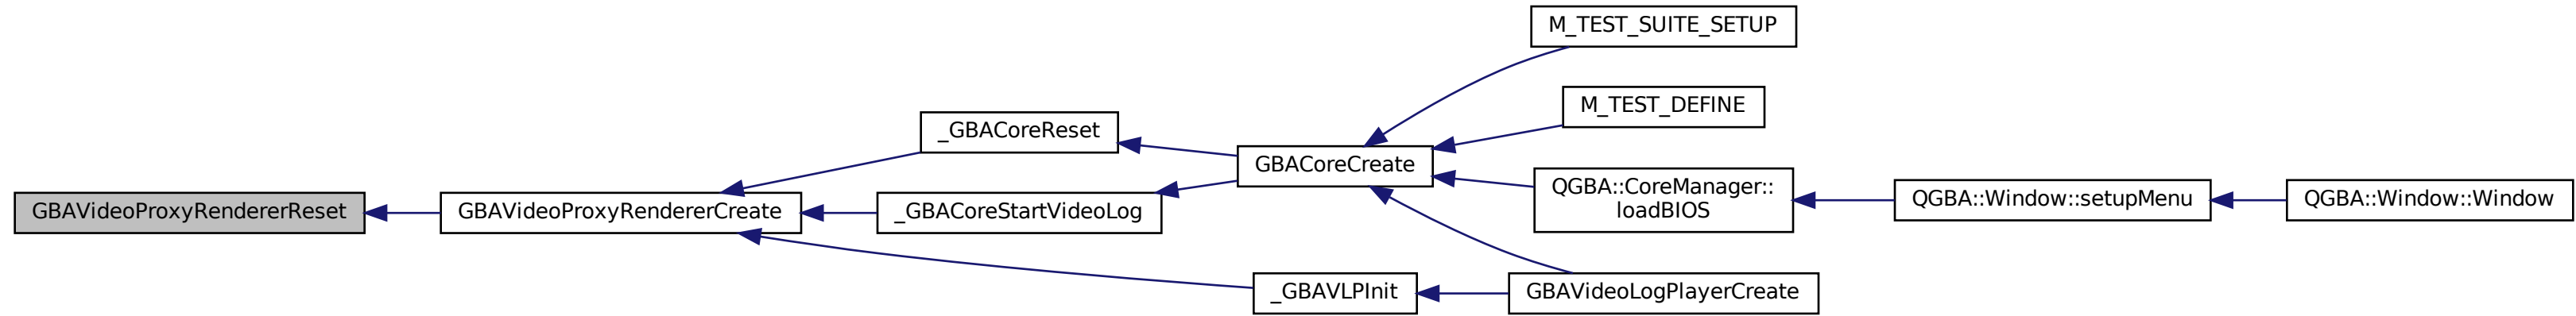 M_TEST_SUITE_SETUP
M_TEST_DEFINE
_GBACoreReset
GBACoreCreate
QGBA::CoreManager::
loadBIOS
QGBA::Window::setupMenu
QGBA::Window::Window
GBAVideoProxyRendererReset
GBAVideoProxyRendererCreate
_GBACoreStartVideoLog
_GBAVLPInit
GBAVideoLogPlayerCreate